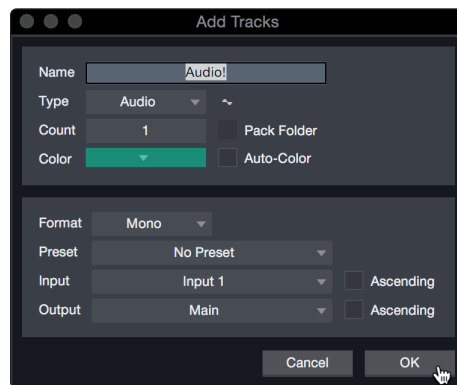 Add Tracks
Name Audio!
Type Audio
Count 1 Pack Folder
Color Auto-Color
Format Mono
Preset No Preset
Input Input 1 Ascending
Output Main Ascending
Cancel OK